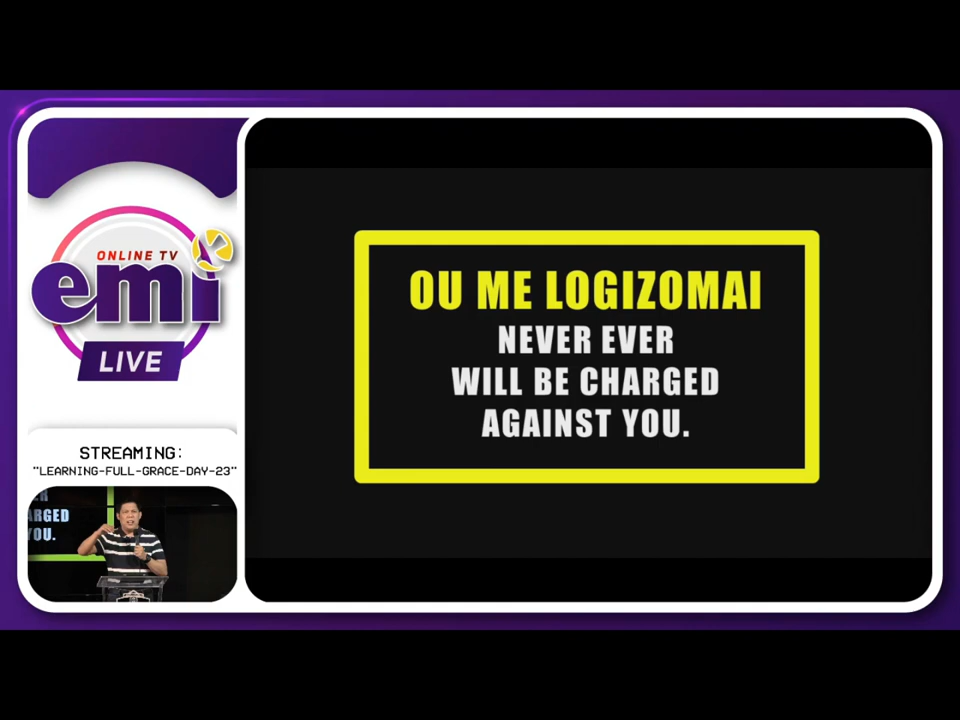 ONLINE TV
emi
LIVE
STREAMING:
"LEARNING-FULL-GRACE-DAY-23"
ARGED
YOU.
OU ME LOGIZOMAI
NEVER EVER
WILL BE CHARGED
AGAINST YOU.